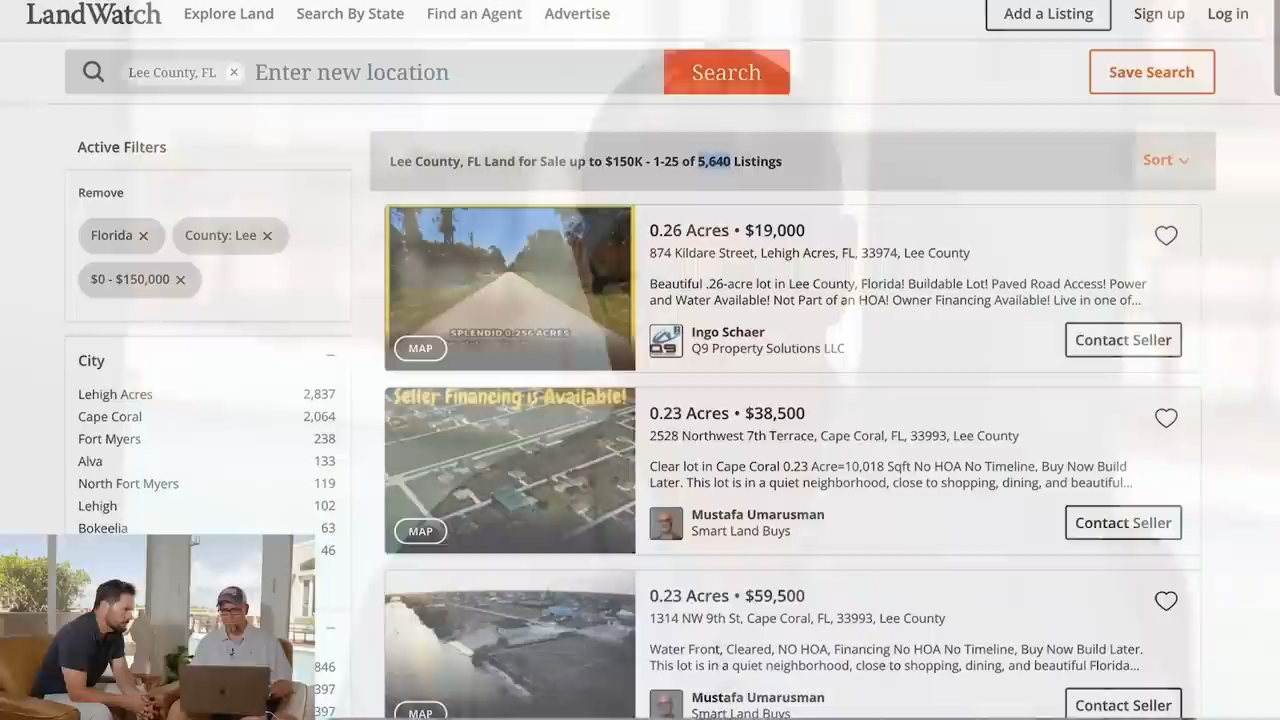 LandWatch
Explore Land
Search By State
Find an Agent
Advertise
Add a Listing
Sign up
Log in
Lee County, FL ×
Enter new location
Search
Save Search
Active Filters
Remove
Florida ×
County: Lee ×
$0 - $150,000 ×
City
Lehigh Acres 2,837
Cape Coral 2,064
Fort Myers 238
Alva 133
North Fort Myers 119
Lehigh 102
Bokeelia 63
46
846
397
397
Lee County, FL Land for Sale up to $150K - 1-25 of 5,640 Listings
Sort
SPLENDID 0.256 ACRES
MAP
0.26 Acres • $19,000
874 Kildare Street, Lehigh Acres, FL, 33974, Lee County
Beautiful .26-acre lot in Lee County, Florida! Buildable Lot! Paved Road Access! Power
and Water Available! Not Part of an HOA! Owner Financing Available! Live in one of...
Q9
Ingo Schaer
Q9 Property Solutions LLC
Contact Seller
Seller Financing is Available!
MAP
0.23 Acres • $38,500
2528 Northwest 7th Terrace, Cape Coral, FL, 33993, Lee County
Clear lot in Cape Coral 0.23 Acre=10,018 Sqft No HOA No Timeline, Buy Now Build
Later. This lot is in a quiet neighborhood, close to shopping, dining, and beautiful...
Mustafa Umarusman
Smart Land Buys
Contact Seller
MAP
0.23 Acres • $59,500
1314 NW 9th St, Cape Coral, FL, 33993, Lee County
Water Front, Cleared, NO HOA, Financing No HOA No Timeline, Buy Now Build Later.
This lot is in a quiet neighborhood, close to shopping, dining, and beautiful Florida...
Mustafa Umarusman
Smart Land Buys
Contact Seller